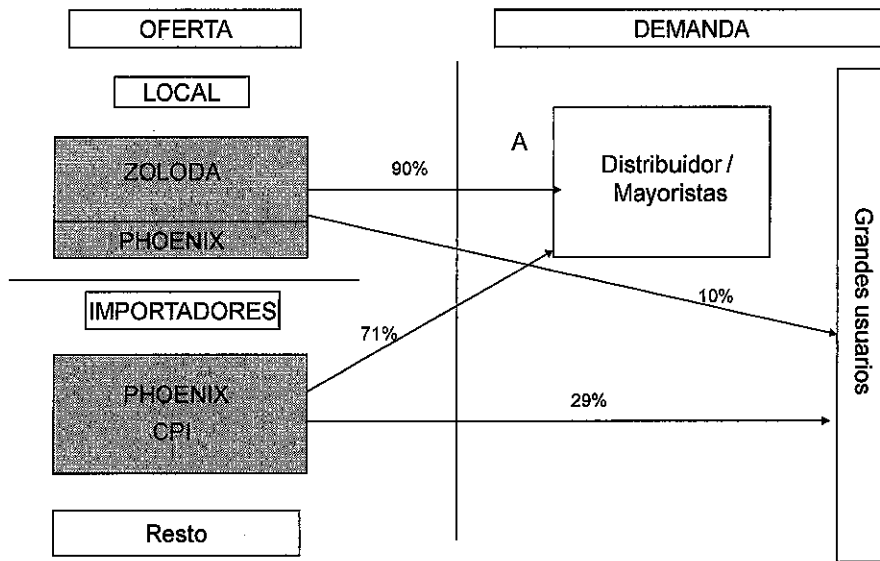 OFERTA
DEMANDA
LOCAL
ZOLODA
PHOENIX
90%
A
Distribuidor /
Mayoristas
Grandes usuarios
IMPORTADORES
71%
10%
PHOENIX
CPI
29%
Resto